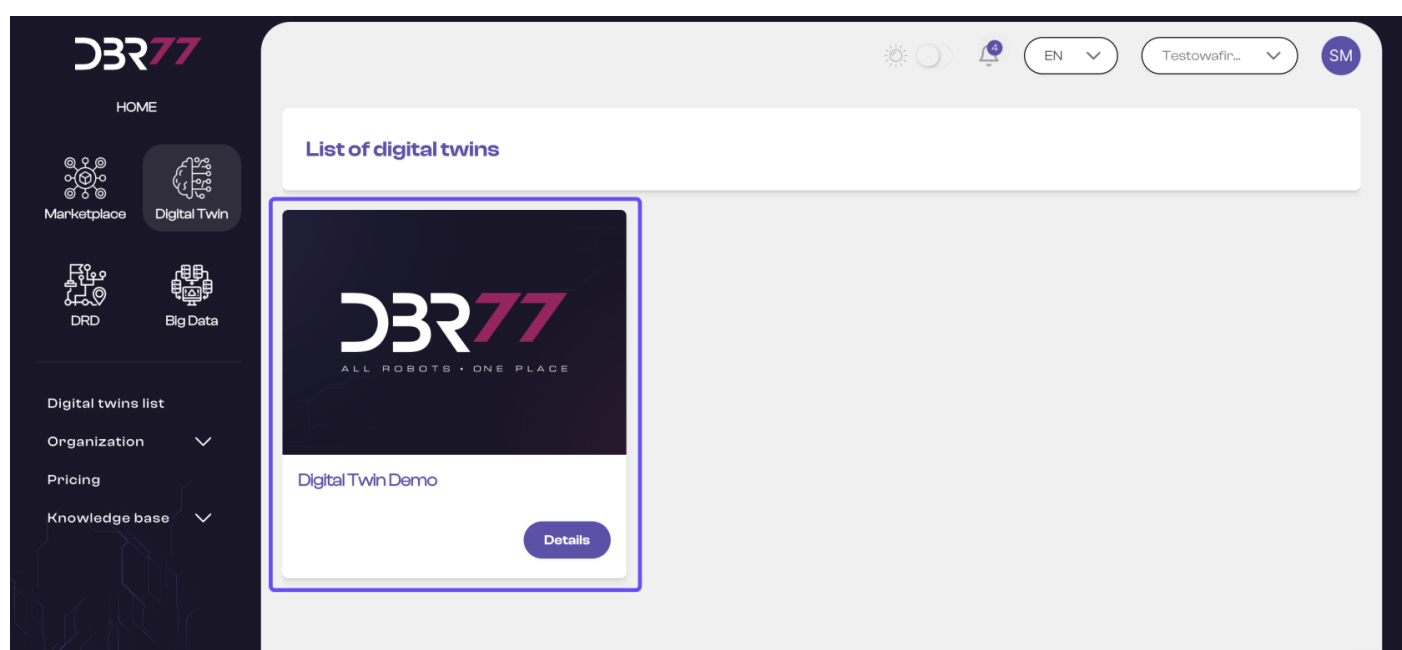 DBR77
HOME
Marketplace
Digital Twin
DRD
Big Data
Digital twins list
Organization
Pricing
Knowledge base
4
EN
Testowafir...
SM
List of digital twins
DBR77
ALL ROBOTS • ONE PLACE
Digital Twin Demo
Details